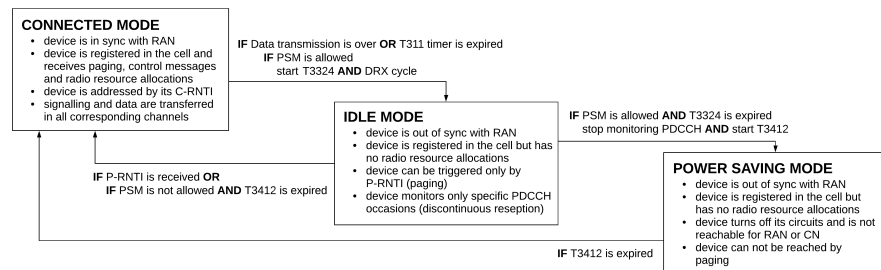 CONNECTED MODE
• device is in sync with RAN
• device is registered in the cell and
receives paging, control messages
and radio resource allocations
• device is addressed by its C-RNTI
• signalling and data are transferred
in all corresponding channels
IF Data transmission is over OR T311 timer is expired
IF PSM is allowed
start T3324 AND DRX cycle
IDLE MODE
• device is out of sync with RAN
• device is registered in the cell but has
no radio resource allocations
• device can be triggered only by
P-RNTI (paging)
• device monitors only specific PDCCH
occasions (discontinuous reseption)
IF PSM is allowed AND T3324 is expired
stop monitoring PDCCH AND start T3412
IF P-RNTI is received OR
IF PSM is not allowed AND T3412 is expired
POWER SAVING MODE
• device is out of sync with RAN
• device is registered in the cell but
has no radio resource allocations
• device turns off its circuits and is not
reachable for RAN or CN
• device can not be reached by
paging
IF T3412 is expired